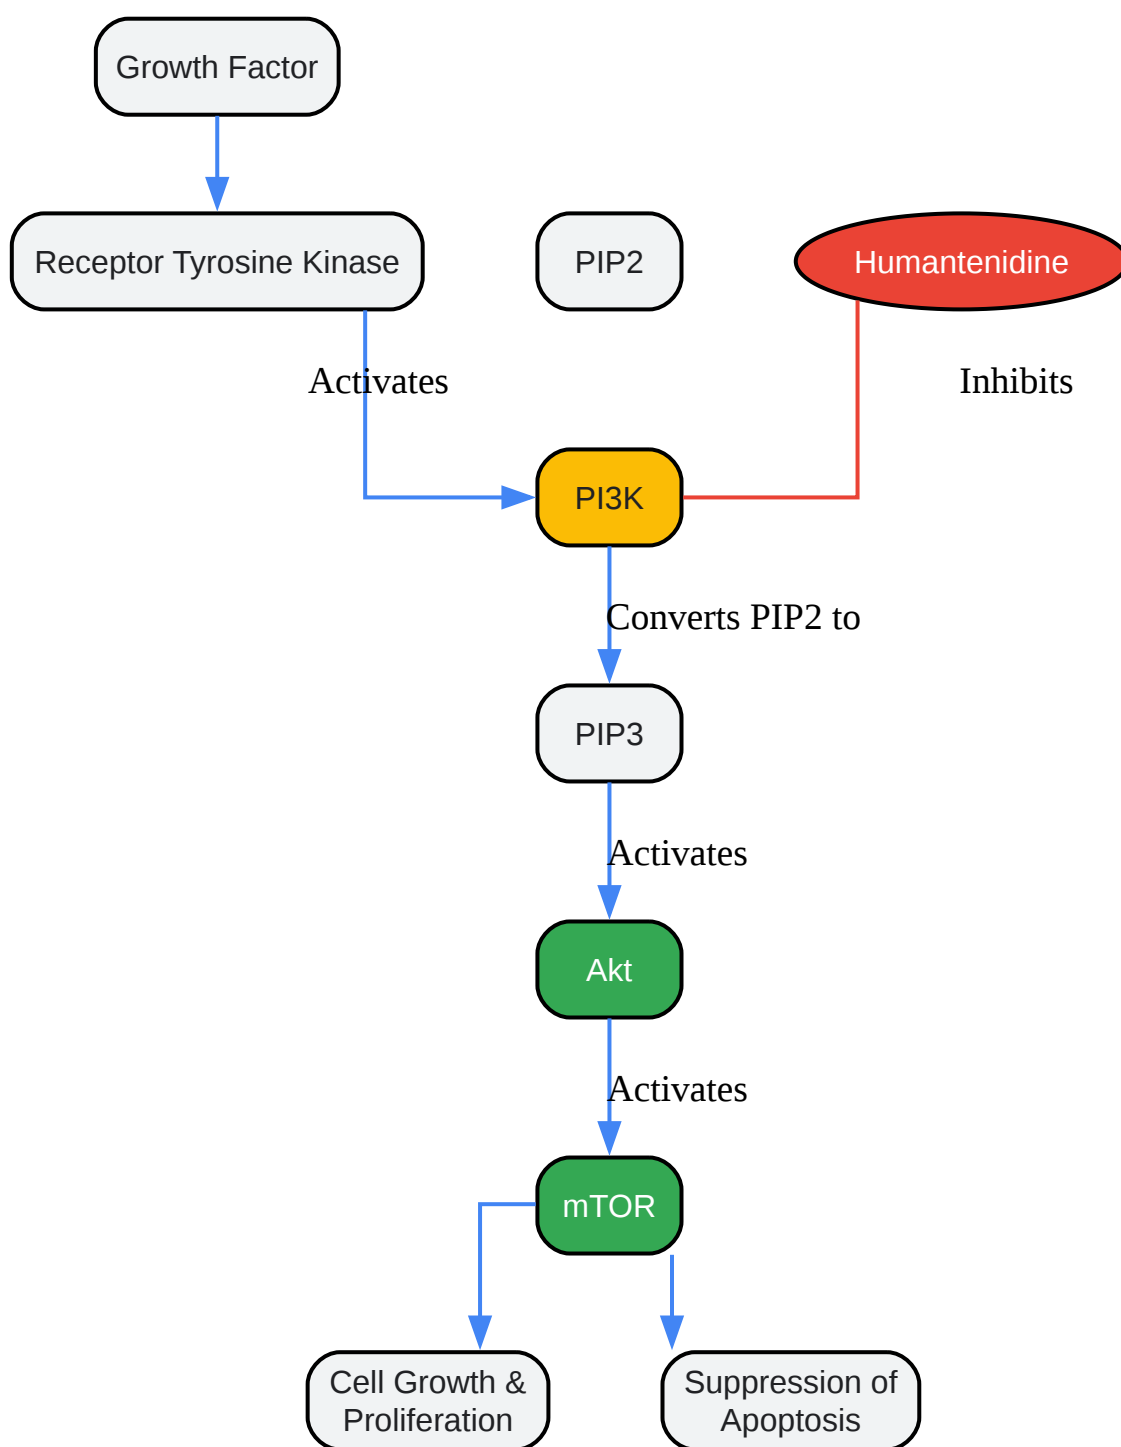 Growth Factor
Receptor Tyrosine Kinase
PIP2
Humantenidine
Activates
Inhibits
PI3K
Converts PIP2 to
PIP3
Activates
Akt
Activates
mTOR
Cell Growth &
Proliferation
Suppression of
Apoptosis